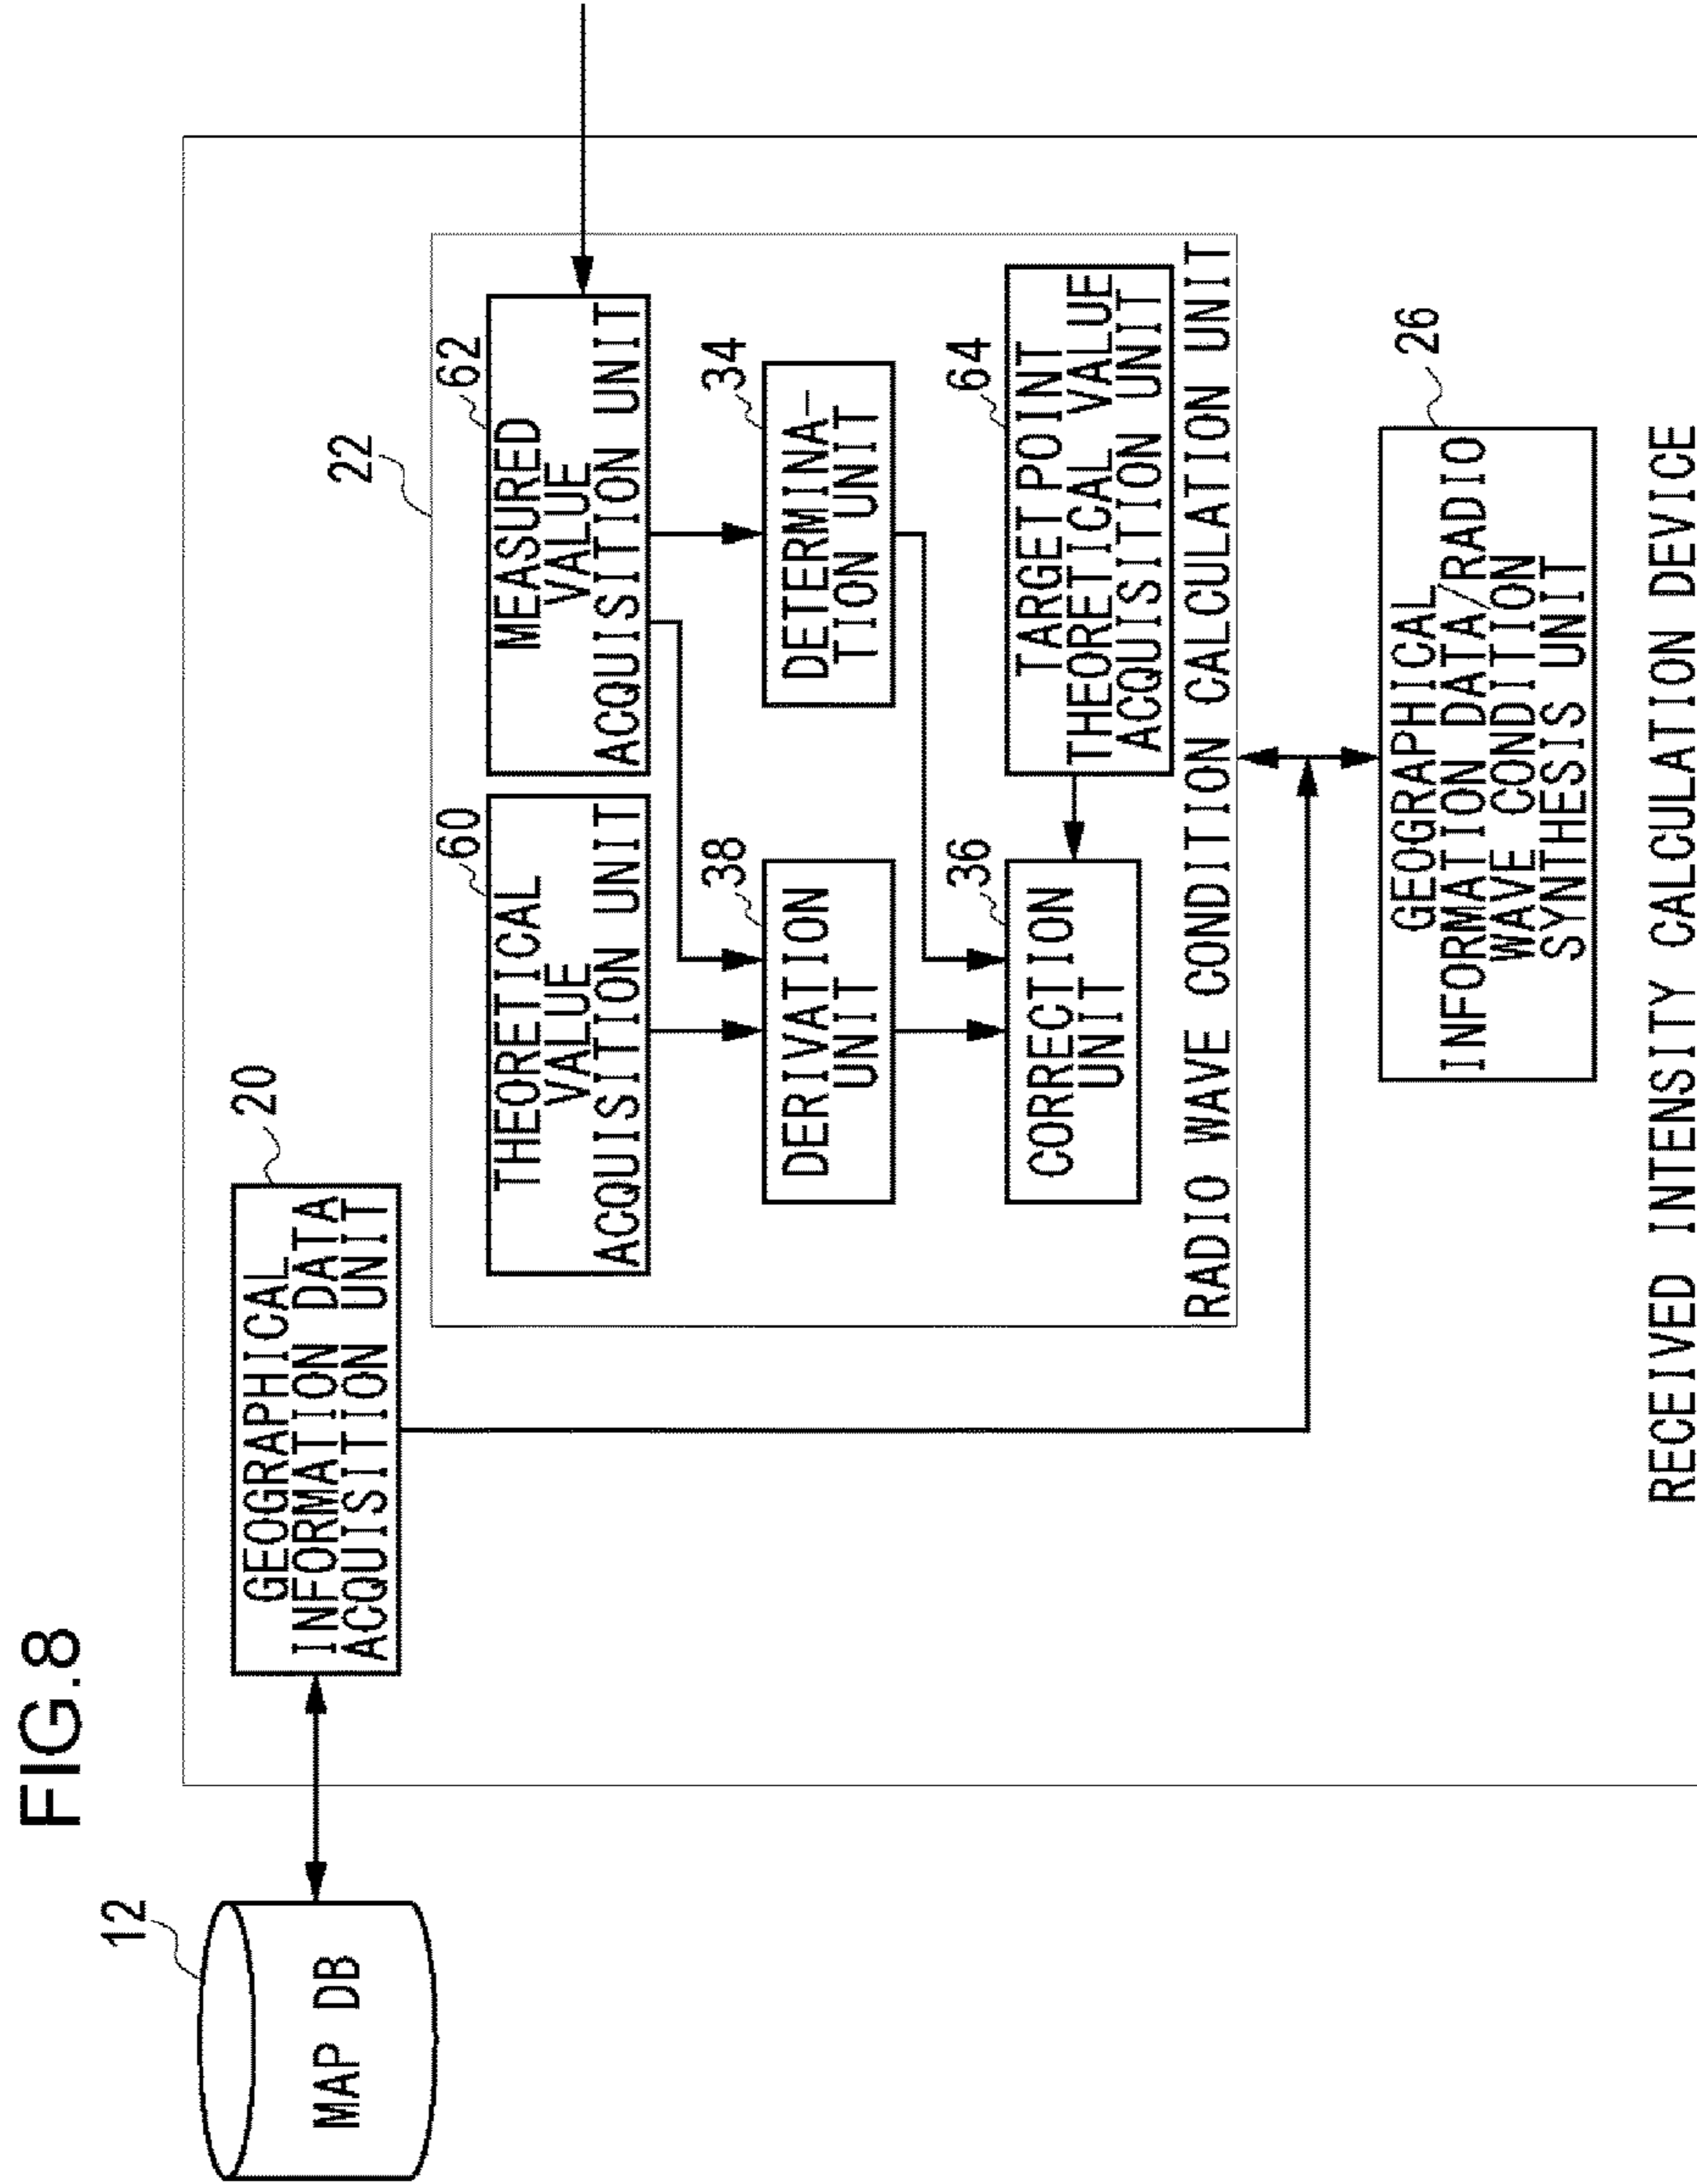 FIG.8
12
MAP DB
20
GEOGRAPHICAL
INFORMATION DATA
ACQUISITION UNIT
22
60
THEORETICAL
VALUE
ACQUISITION UNIT
62
MEASURED
VALUE
ACQUISITION UNIT
38
DERIVATION
UNIT
34
DETERMINA-
TION UNIT
36
CORRECTION
UNIT
64
TARGET POINT
THEORETICAL VALUE
ACQUISITION UNIT
RADIO WAVE CONDITION CALCULATION UNIT
26
GEOGRAPHICAL
INFORMATION DATA/RADIO
WAVE CONDITION
SYNTHESIS UNIT
RECEIVED INTENSITY CALCULATION DEVICE